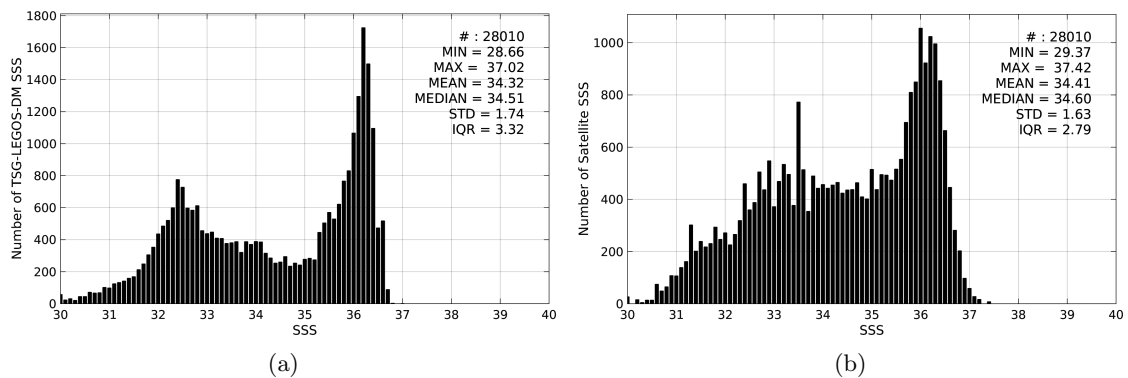 1800
1600
1400
1200
1000
800
600
400
200
0
Number of TSG-LEGOS-DM SSS
# : 28010
MIN = 28.66
MAX = 37.02
MEAN = 34.32
MEDIAN = 34.51
STD = 1.74
IQR = 3.32
30 31 32 33 34 35 36 37 38 39 40
SSS
(a)
1000
800
600
400
200
0
Number of Satellite SSS
# : 28010
MIN = 29.37
MAX = 37.42
MEAN = 34.41
MEDIAN = 34.60
STD = 1.63
IQR = 2.79
30 31 32 33 34 35 36 37 38 39 40
SSS
(b)